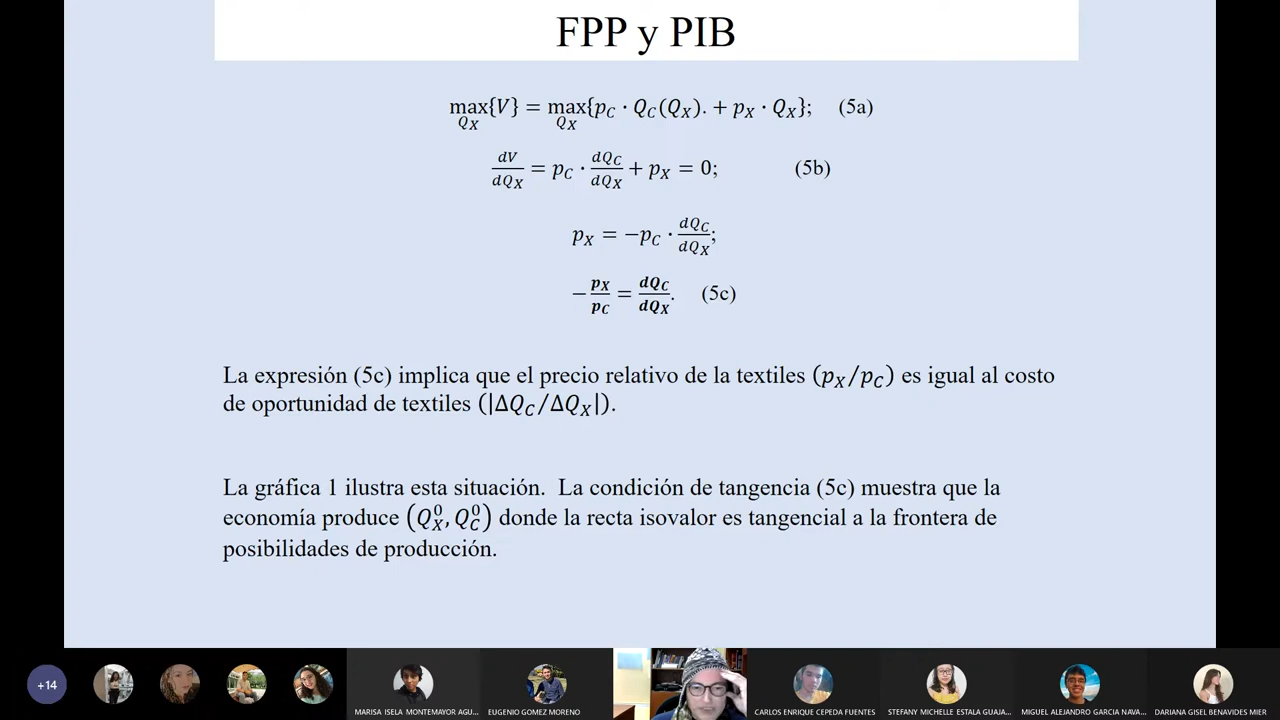 FPP y PIB
max{V} = max{p_C · Q_C(Q_X). + p_X · Q_X}; (5a)
Q_X Q_X
dV/dQ_X = p_C · dQ_C/dQ_X + p_X = 0; (5b)
p_X = −p_C · dQ_C/dQ_X;
−p_X/p_C = dQ_C/dQ_X. (5c)
La expresión (5c) implica que el precio relativo de la textiles (p_X/p_C) es igual al costo
de oportunidad de textiles (|ΔQ_C/ΔQ_X|).
La gráfica 1 ilustra esta situación. La condición de tangencia (5c) muestra que la
economía produce (Q_X^0, Q_C^0) donde la recta isovalor es tangencial a la frontera de
posibilidades de producción.
+14
MARISA ISELA MONTEMAYOR AGU...
EUGENIO GOMEZ MORENO
CARLOS ENRIQUE CEPEDA FUENTES
STEFANY MICHELLE ESTALA GUAJA...
MIGUEL ALEJANDRO GARCIA NAVA...
DARIANA GISEL BENAVIDES MIER